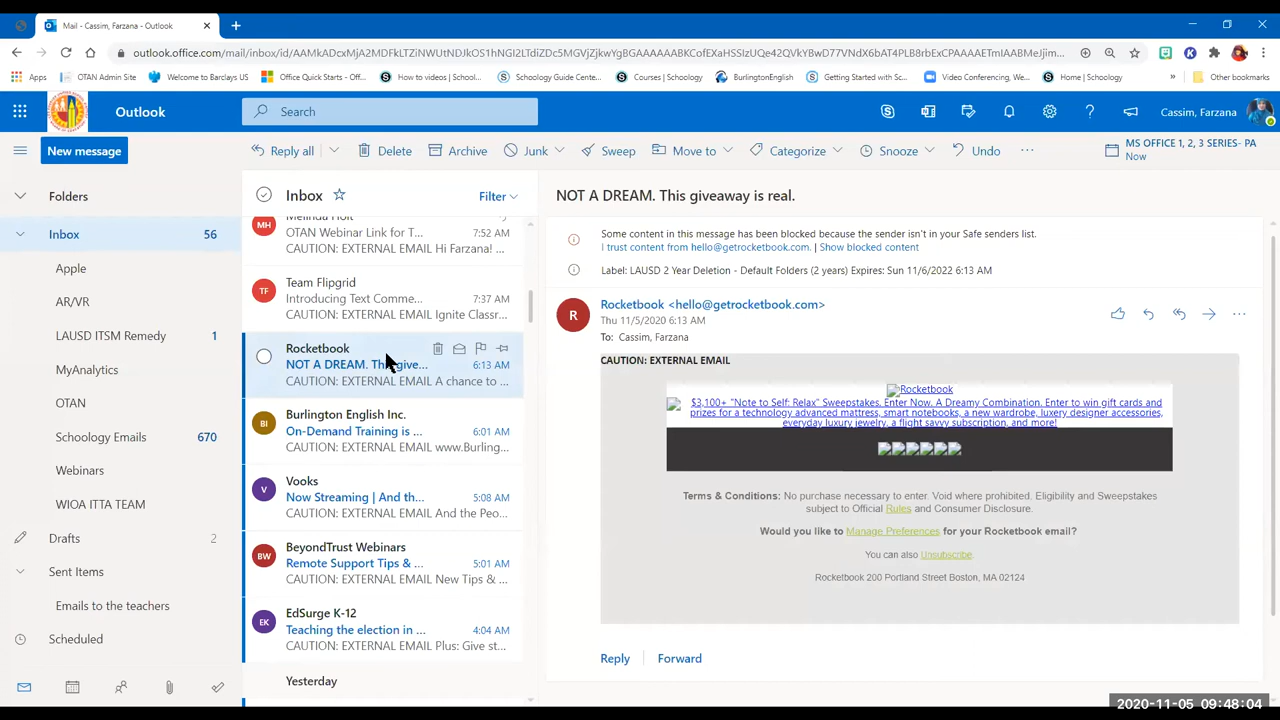 Mail - Cassim, Farzana - Outlook
outlook.office.com/mail/inbox/id/
Apps
OTAN Admin Site
Welcome to Barclays US
Office Quick Starts - Off...
How to videos | School...
Schoology Guide Cente...
Courses | Schoology
BurlingtonEnglish
Getting Started with Sc...
Video Conferencing, We...
Home | Schoology
»
Other bookmarks
Outlook
Search
Cassim, Farzana
New message
Reply all
Delete
Archive
Junk
Sweep
Move to
Categorize
Snooze
Undo
...
MS OFFICE 1, 2, 3 SERIES- PA
Now
Folders
Inbox 56
Apple
AR/VR
LAUSD ITSM Remedy 1
MyAnalytics
OTAN
Schoology Emails 670
Webinars
WIOA ITTA TEAM
Drafts 2
Sent Items
Emails to the teachers
Scheduled
Inbox
Filter
MH
Melinda Holt
OTAN Webinar Link for T... 7:52 AM
CAUTION: EXTERNAL EMAIL Hi Farzana! ...
TF
Team Flipgrid
Introducing Text Comme... 7:37 AM
CAUTION: EXTERNAL EMAIL Ignite Classr...
Rocketbook
NOT A DREAM. Th give... 6:13 AM
CAUTION: EXTERNAL EMAIL A chance to ...
BI
Burlington English Inc.
On-Demand Training is ... 6:01 AM
CAUTION: EXTERNAL EMAIL www.Burling...
V
Vooks
Now Streaming | And th... 5:08 AM
CAUTION: EXTERNAL EMAIL And the Peo...
BW
BeyondTrust Webinars
Remote Support Tips & ... 5:01 AM
CAUTION: EXTERNAL EMAIL New Tips & ...
EK
EdSurge K-12
Teaching the election in ... 4:04 AM
CAUTION: EXTERNAL EMAIL Plus: Give st...
Yesterday
NOT A DREAM. This giveaway is real.
Some content in this message has been blocked because the sender isn't in your Safe senders list.
I trust content from hello@getrocketbook.com. | Show blocked content
Label: LAUSD 2 Year Deletion - Default Folders (2 years) Expires: Sun 11/6/2022 6:13 AM
R
Rocketbook <hello@getrocketbook.com>
Thu 11/5/2020 6:13 AM
To: Cassim, Farzana
CAUTION: EXTERNAL EMAIL
Rocketbook
$3,100+ "Note to Self: Relax" Sweepstakes. Enter Now. A Dreamy Combination. Enter to win gift cards and
prizes for a technology advanced mattress, smart notebooks, a new wardrobe, luxery designer accessories,
everyday luxury jewelry, a flight savvy subscription, and more!
Terms & Conditions: No purchase necessary to enter. Void where prohibited. Eligibility and Sweepstakes
subject to Official Rules and Consumer Disclosure.
Would you like to Manage Preferences for your Rocketbook email?
You can also Unsubscribe.
Rocketbook 200 Portland Street Boston, MA 02124
Reply
Forward
2020-11-05 09:48:04